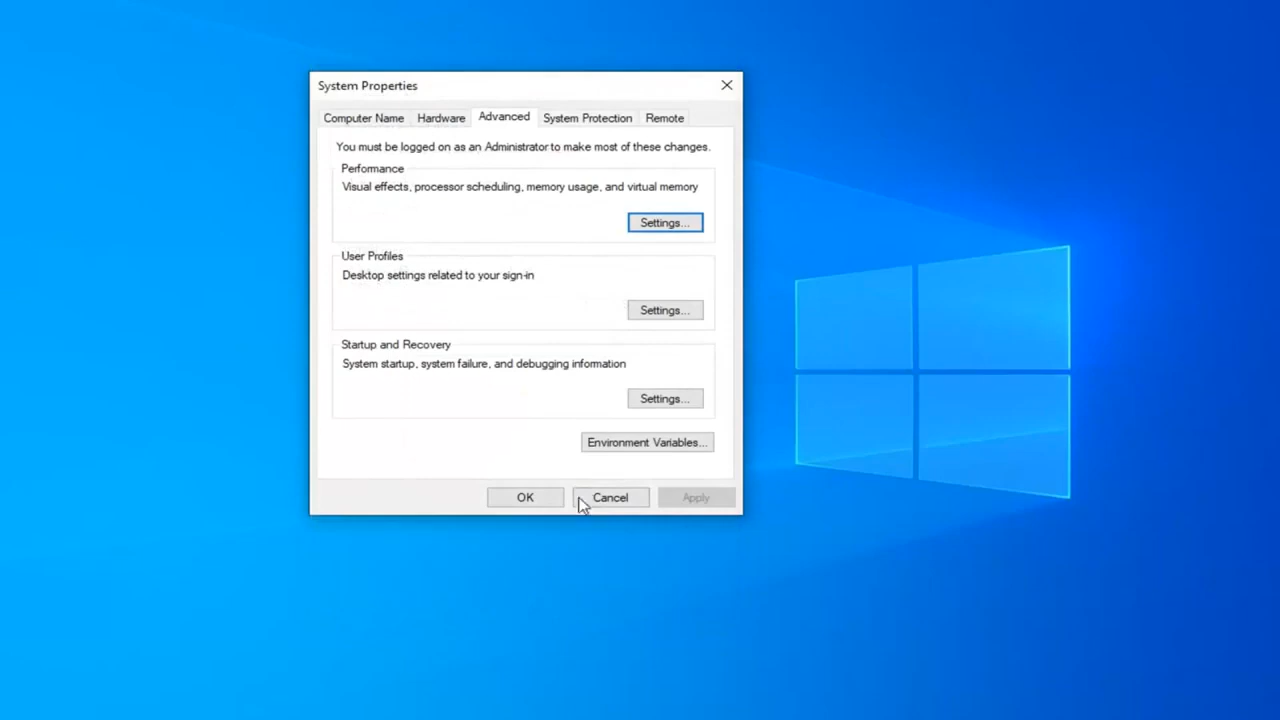 System Properties
Computer Name Hardware Advanced System Protection Remote
You must be logged on as an Administrator to make most of these changes.
Performance
Visual effects, processor scheduling, memory usage, and virtual memory
Settings...
User Profiles
Desktop settings related to your sign-in
Settings...
Startup and Recovery
System startup, system failure, and debugging information
Settings...
Environment Variables...
OK Cancel Apply